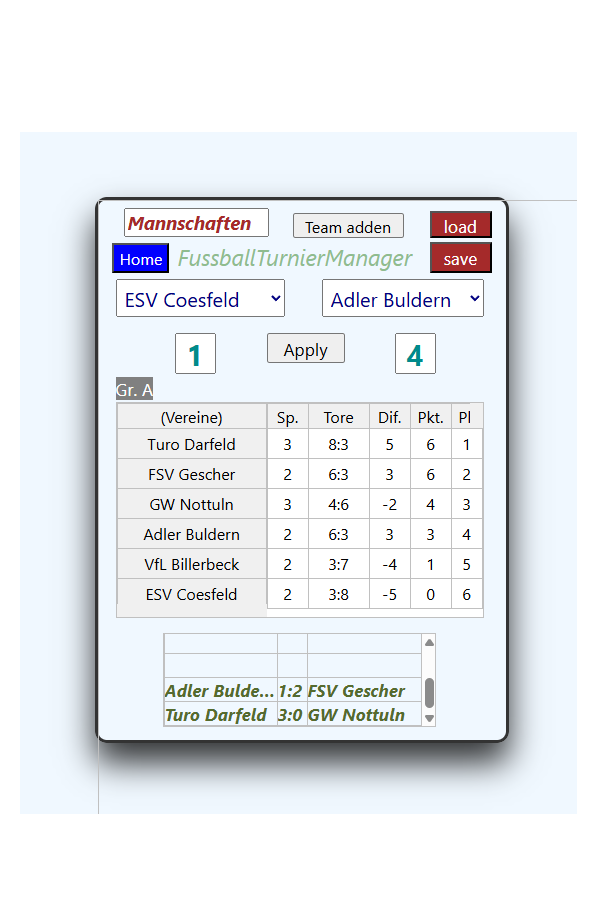 Mannschaften Team adden load
Home FussballTurnierManager save
ESV Coesfeld Adler Buldern
1 Apply 4
Gr. A
(Vereine) Sp. Tore Dif. Pkt. Pl
Turo Darfeld 3 8:3 5 6 1
FSV Gescher 2 6:3 3 6 2
GW Nottuln 3 4:6 -2 4 3
Adler Buldern 2 6:3 3 3 4
VfL Billerbeck 2 3:7 -4 1 5
ESV Coesfeld 2 3:8 -5 0 6
Adler Bulde... 1:2 FSV Gescher
Turo Darfeld 3:0 GW Nottuln